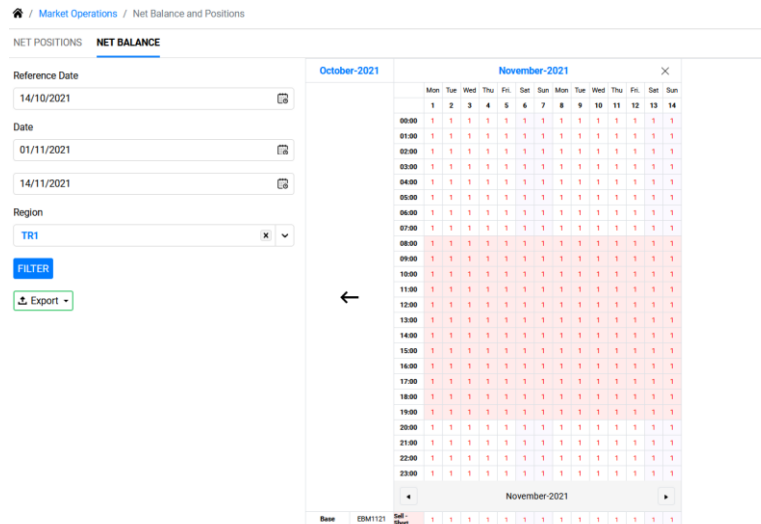 / Market Operations / Net Balance and Positions
NET POSITIONS NET BALANCE
Reference Date
14/10/2021
Date
01/11/2021
14/11/2021
Region
TR1 x
FILTER
Export
October-2021 November-2021
Mon Tue Wed Thu Fri. Sat Sun Mon Tue Wed Thu Fri. Sat Sun
1 2 3 4 5 6 7 8 9 10 11 12 13 14
00:00 1 1 1 1 1 1 1 1 1 1 1 1 1 1
01:00 1 1 1 1 1 1 1 1 1 1 1 1 1 1
02:00 1 1 1 1 1 1 1 1 1 1 1 1 1 1
03:00 1 1 1 1 1 1 1 1 1 1 1 1 1 1
04:00 1 1 1 1 1 1 1 1 1 1 1 1 1 1
05:00 1 1 1 1 1 1 1 1 1 1 1 1 1 1
06:00 1 1 1 1 1 1 1 1 1 1 1 1 1 1
07:00 1 1 1 1 1 1 1 1 1 1 1 1 1 1
08:00 1 1 1 1 1 1 1 1 1 1 1 1 1 1
09:00 1 1 1 1 1 1 1 1 1 1 1 1 1 1
10:00 1 1 1 1 1 1 1 1 1 1 1 1 1 1
11:00 1 1 1 1 1 1 1 1 1 1 1 1 1 1
12:00 1 1 1 1 1 1 1 1 1 1 1 1 1 1
13:00 1 1 1 1 1 1 1 1 1 1 1 1 1 1
14:00 1 1 1 1 1 1 1 1 1 1 1 1 1 1
15:00 1 1 1 1 1 1 1 1 1 1 1 1 1 1
16:00 1 1 1 1 1 1 1 1 1 1 1 1 1 1
17:00 1 1 1 1 1 1 1 1 1 1 1 1 1 1
18:00 1 1 1 1 1 1 1 1 1 1 1 1 1 1
19:00 1 1 1 1 1 1 1 1 1 1 1 1 1 1
20:00 1 1 1 1 1 1 1 1 1 1 1 1 1 1
21:00 1 1 1 1 1 1 1 1 1 1 1 1 1 1
22:00 1 1 1 1 1 1 1 1 1 1 1 1 1 1
23:00 1 1 1 1 1 1 1 1 1 1 1 1 1 1
November-2021
Base EBM1121 Sell - Short 1 1 1 1 1 1 1 1 1 1 1 1 1 1